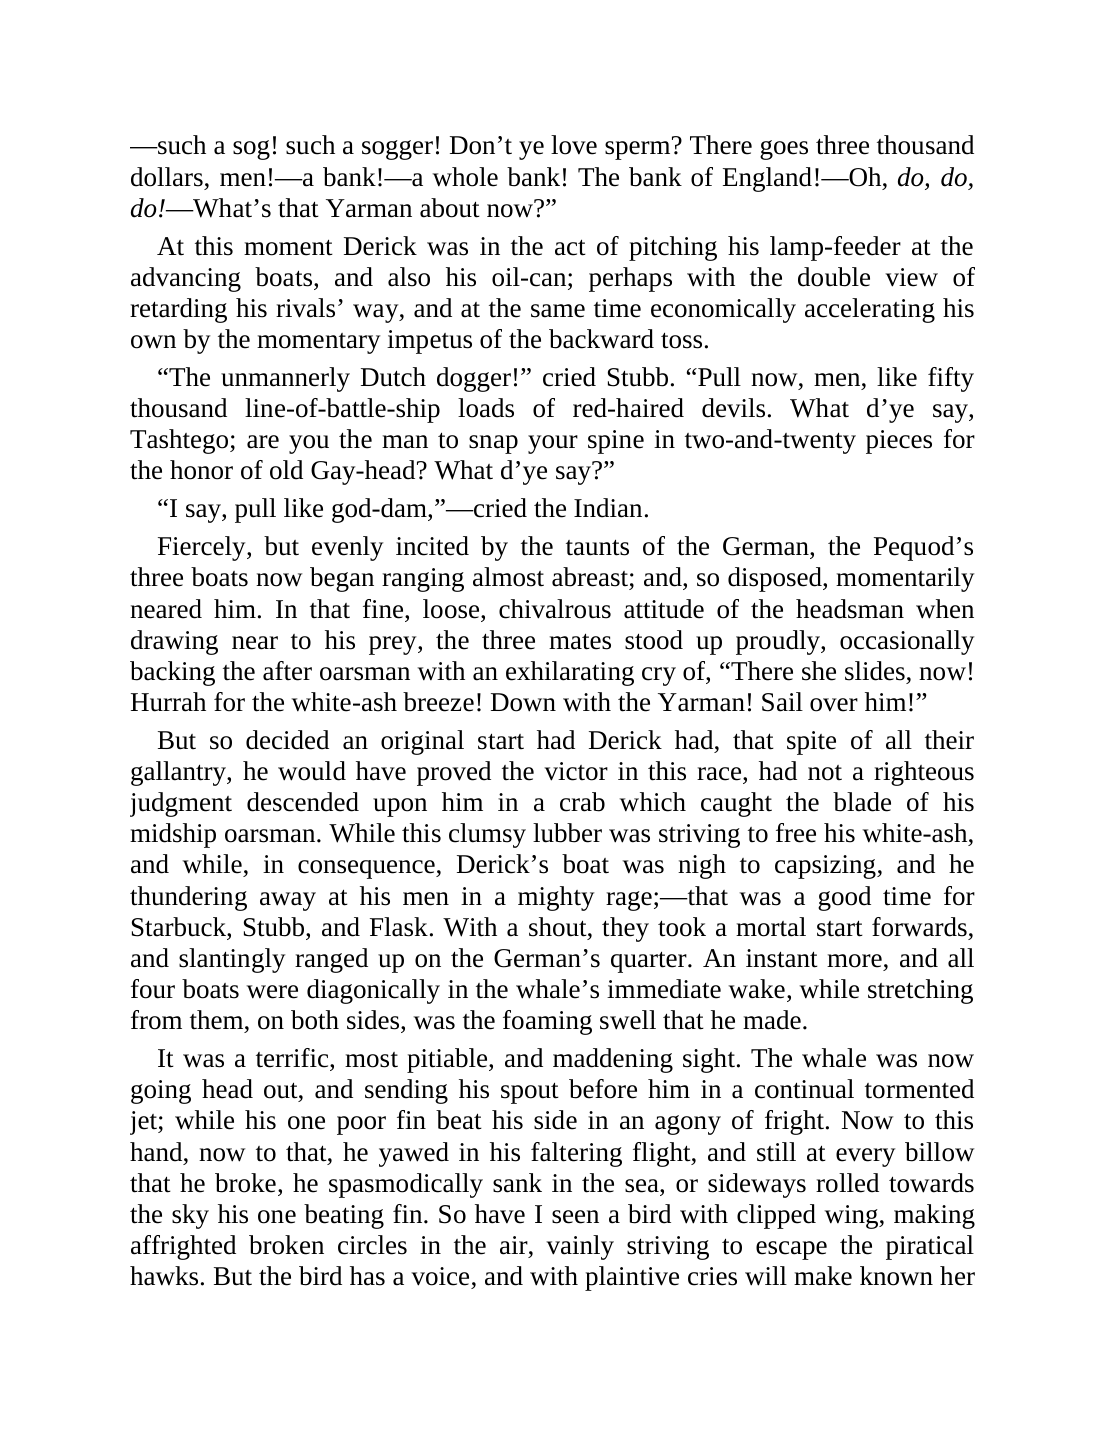 —such a sog! such a sogger! Don’t ye love sperm? There goes three thousand
dollars, men!—a bank!—a whole bank! The bank of England!—Oh, do, do,
do!—What’s that Yarman about now?”
At this moment Derick was in the act of pitching his lamp-feeder at the
advancing boats, and also his oil-can; perhaps with the double view of
retarding his rivals’ way, and at the same time economically accelerating his
own by the momentary impetus of the backward toss.
“The unmannerly Dutch dogger!” cried Stubb. “Pull now, men, like fifty
thousand line-of-battle-ship loads of red-haired devils. What d’ye say,
Tashtego; are you the man to snap your spine in two-and-twenty pieces for
the honor of old Gay-head? What d’ye say?”
“I say, pull like god-dam,”—cried the Indian.
Fiercely, but evenly incited by the taunts of the German, the Pequod’s
three boats now began ranging almost abreast; and, so disposed, momentarily
neared him. In that fine, loose, chivalrous attitude of the headsman when
drawing near to his prey, the three mates stood up proudly, occasionally
backing the after oarsman with an exhilarating cry of, “There she slides, now!
Hurrah for the white-ash breeze! Down with the Yarman! Sail over him!”
But so decided an original start had Derick had, that spite of all their
gallantry, he would have proved the victor in this race, had not a righteous
judgment descended upon him in a crab which caught the blade of his
midship oarsman. While this clumsy lubber was striving to free his white-ash,
and while, in consequence, Derick’s boat was nigh to capsizing, and he
thundering away at his men in a mighty rage;—that was a good time for
Starbuck, Stubb, and Flask. With a shout, they took a mortal start forwards,
and slantingly ranged up on the German’s quarter. An instant more, and all
four boats were diagonically in the whale’s immediate wake, while stretching
from them, on both sides, was the foaming swell that he made.
It was a terrific, most pitiable, and maddening sight. The whale was now
going head out, and sending his spout before him in a continual tormented
jet; while his one poor fin beat his side in an agony of fright. Now to this
hand, now to that, he yawed in his faltering flight, and still at every billow
that he broke, he spasmodically sank in the sea, or sideways rolled towards
the sky his one beating fin. So have I seen a bird with clipped wing, making
affrighted broken circles in the air, vainly striving to escape the piratical
hawks. But the bird has a voice, and with plaintive cries will make known her